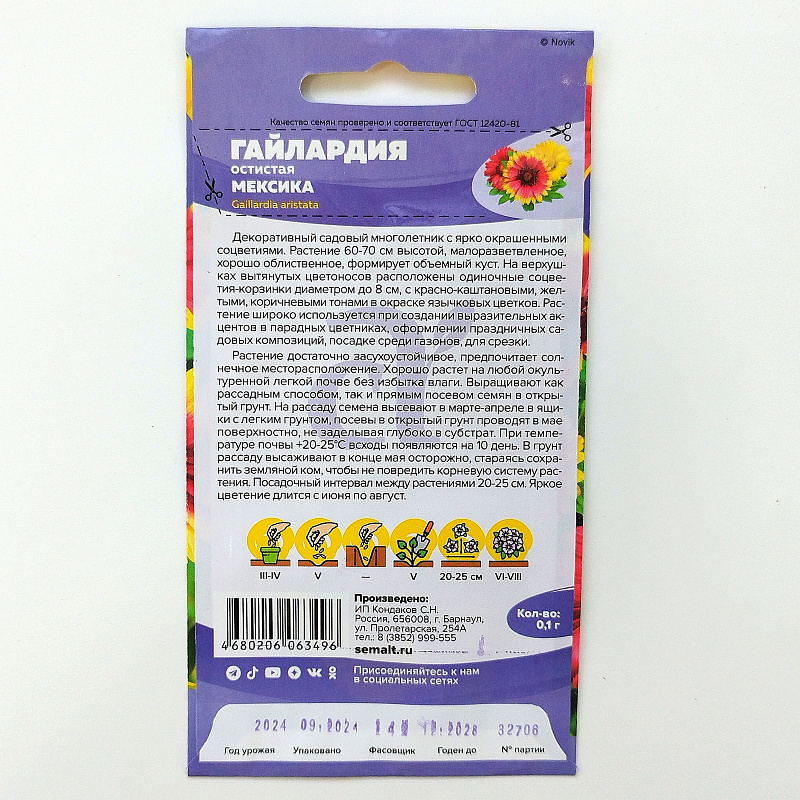 © Novik
Качество семян проверено и соответствует ГОСТ 12420-81
ГАЙЛАРДИЯ
остистая
МЕКСИКА
Gaillardia aristata
Декоративный садовый многолетник с ярко окрашенными
соцветиями. Растение 60-70 см высотой, малоразветвленное,
хорошо облиственное, формирует объемный куст. На верхуш-
ках вытянутых цветоносов расположены одиночные соцве-
тия-корзинки диаметром до 8 см, с красно-каштановыми, жел-
тыми, коричневыми тонами в окраске язычковых цветков. Рас-
тение широко используется при создании выразительных ак-
центов в парадных цветниках, оформлении праздничных са-
довых композиций, посадке среди газонов, для срезки.
Растение достаточно засухоустойчивое, предпочитает сол-
нечное месторасположение. Хорошо растет на любой окуль-
туренной легкой почве без избытка влаги. Выращивают как
рассадным способом, так и прямым посевом семян в откры-
тый грунт. На рассаду семена высевают в марте-апреле в ящи-
ки с легким грунтом, посевы в открытый грунт проводят в мае
поверхностно, не заделывая глубоко в субстрат. При темпе-
ратуре почвы +20-25°С всходы появляются на 10 день. В грунт
рассаду высаживают в конце мая осторожно, стараясь сохра-
нить земляной ком, чтобы не повредить корневую систему рас-
тения. Посадочный интервал между растениями 20-25 см. Яркое
цветение длится с июня по август.
III-IV V — V 20-25 см VI-VIII
Произведено:
ИП Кондаков С.Н.
Россия, 656008, г. Барнаул,
ул. Пролетарская, 254А
тел.: 8 (3852) 999-555
semalt.ru
Кол-во:
0,1 г
4680206 063496
Присоединяйтесь к нам
в социальных сетях
2024 09.2024 12.2028 32706
Год урожая Упаковано Фасовщик Годен до № партии